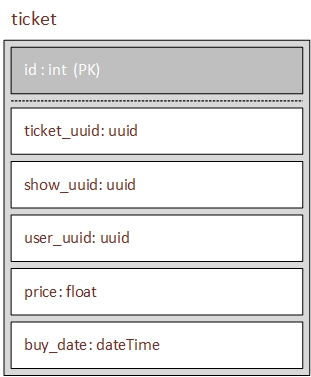 ticket
id : int (PK)
ticket_uuid: uuid
show_uuid: uuid
user_uuid: uuid
price: float
buy_date: dateTime